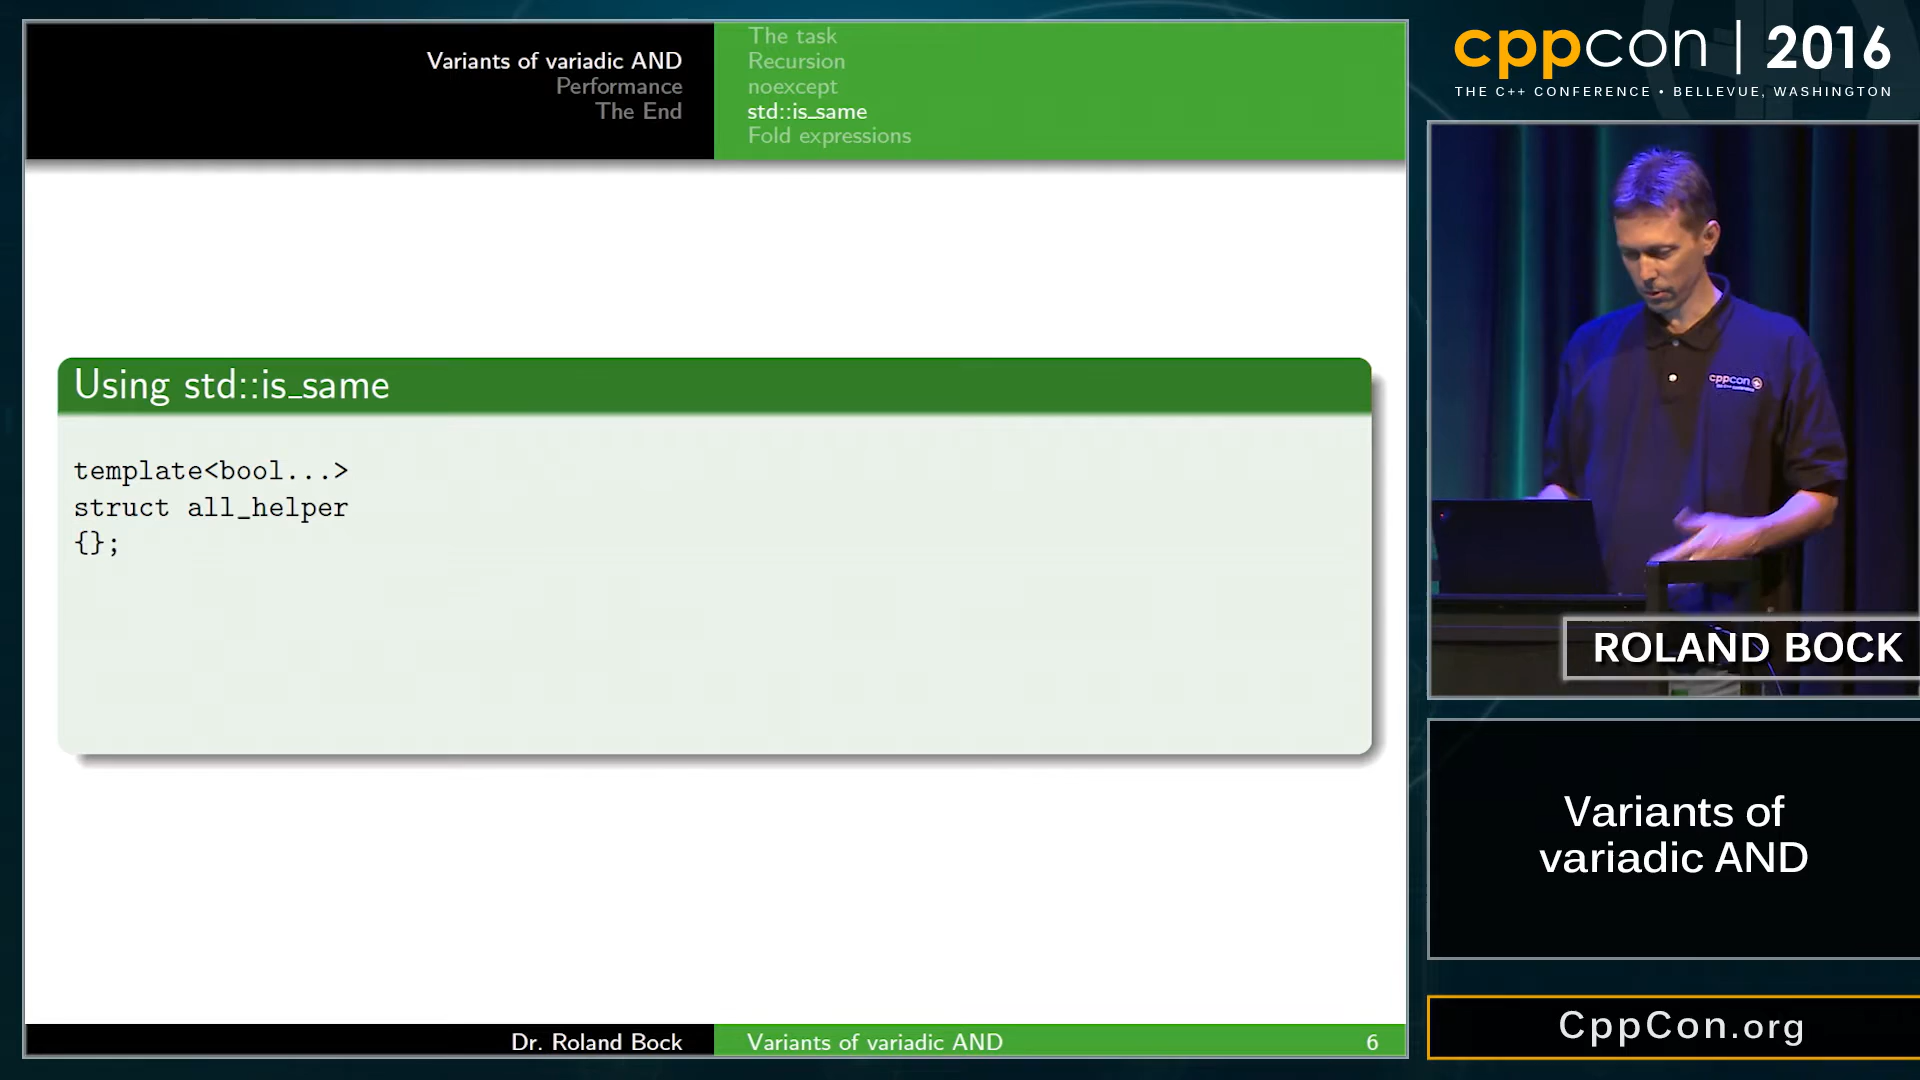 Variants of variadic AND
Performance
The End
The task
Recursion
noexcept
std::is_same
Fold expressions
Using std::is_same
template<bool...>
struct all_helper
{};
Dr. Roland Bock
Variants of variadic AND
6
cppcon | 2016
THE C++ CONFERENCE • BELLEVUE, WASHINGTON
cppcon
ROLAND BOCK
Variants of
variadic AND
CppCon.org